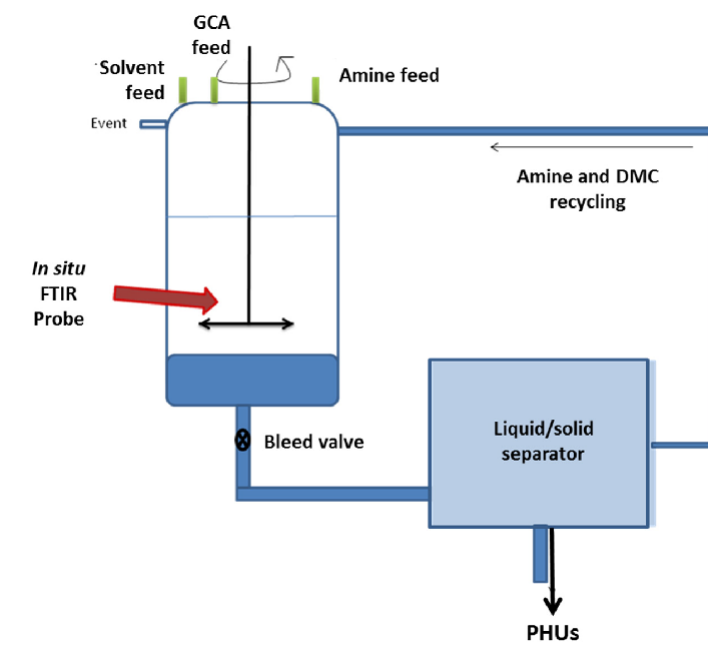 GCA
feed
Solvent
feed
Amine feed
Event
Amine and DMC
recycling
In situ
FTIR
Probe
Bleed valve
Liquid/solid
separator
PHUs